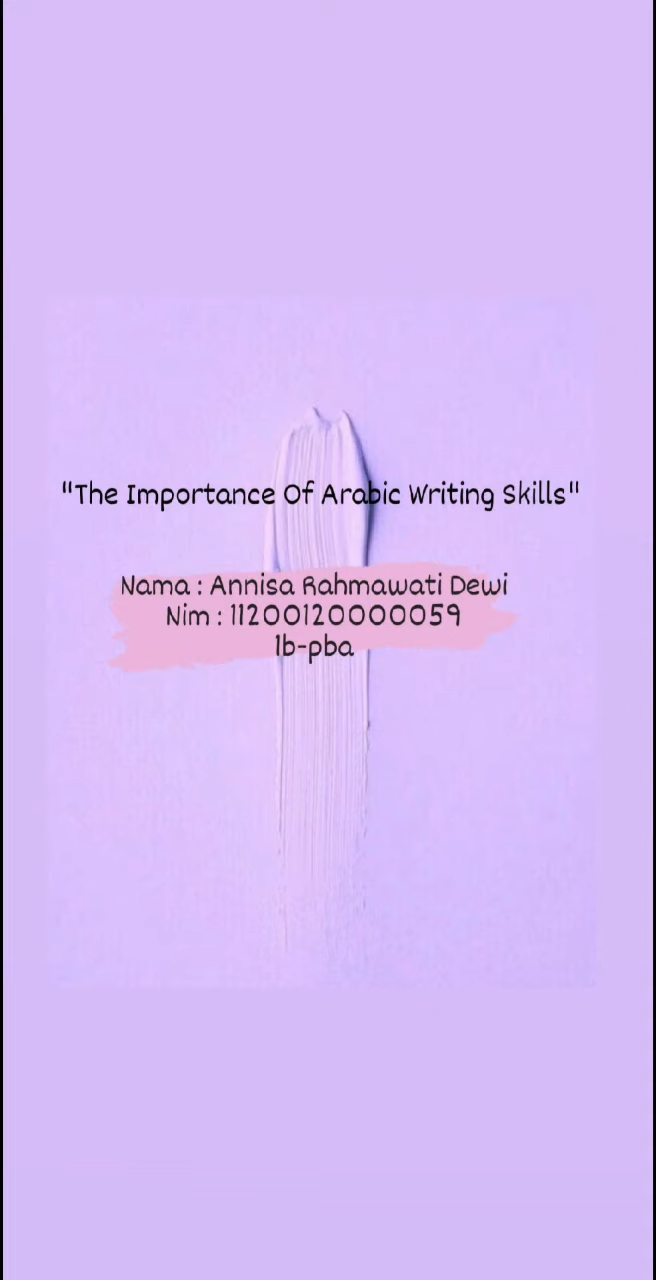 "The Importance Of Arabic Writing Skills"
Nama : Annisa Rahmawati Dewi
Nim : 11200120000059
1b-pba